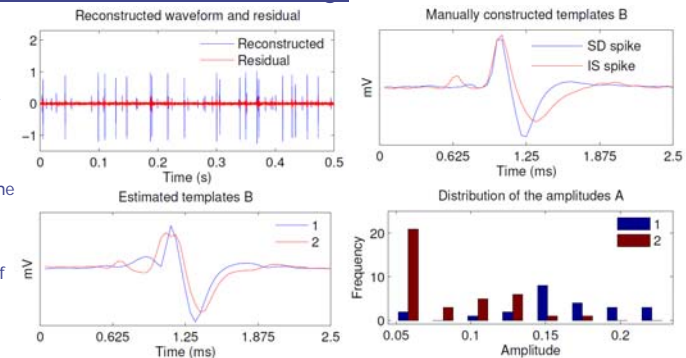 Reconstructed waveform and residual
2
1
0
−1
Reconstructed
Residual
0
0.1
0.2
0.3
0.4
0.5
Time (s)
Manually constructed templates B
mV
SD spike
IS spike
0
0.625
1.25
1.875
2.5
Time (ms)
Estimated templates B
mV
1
2
0
0.625
1.25
1.875
2.5
Time (ms)
Distribution of the amplitudes A
Frequency
20
10
0
1
2
0.05
0.1
0.15
0.2
Amplitude